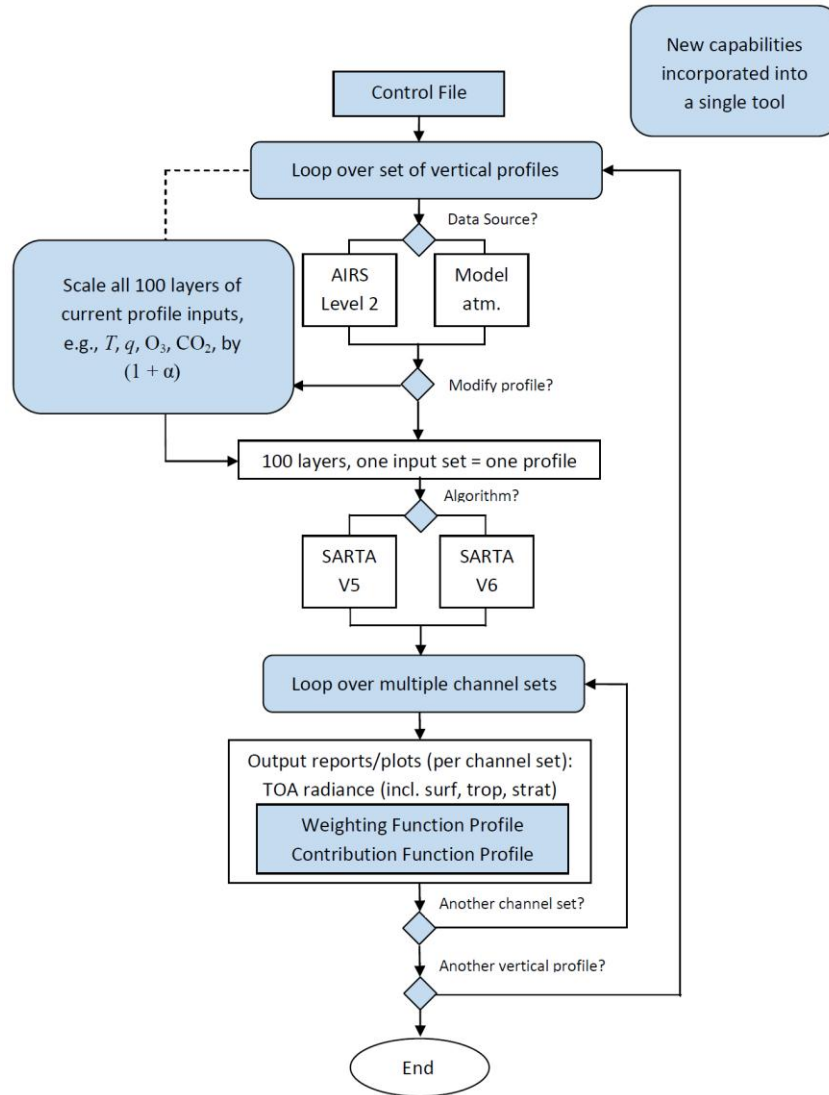 New capabilities
incorporated into
a single tool
Control File
Loop over set of vertical profiles
Data Source?
AIRS
Level 2
Model
atm.
Scale all 100 layers of
current profile inputs,
e.g., T, q, O₃, CO₂, by
(1 + α)
Modify profile?
100 layers, one input set = one profile
Algorithm?
SARTA
V5
SARTA
V6
Loop over multiple channel sets
Output reports/plots (per channel set):
TOA radiance (incl. surf, trop, strat)
Weighting Function Profile
Contribution Function Profile
Another channel set?
Another vertical profile?
End